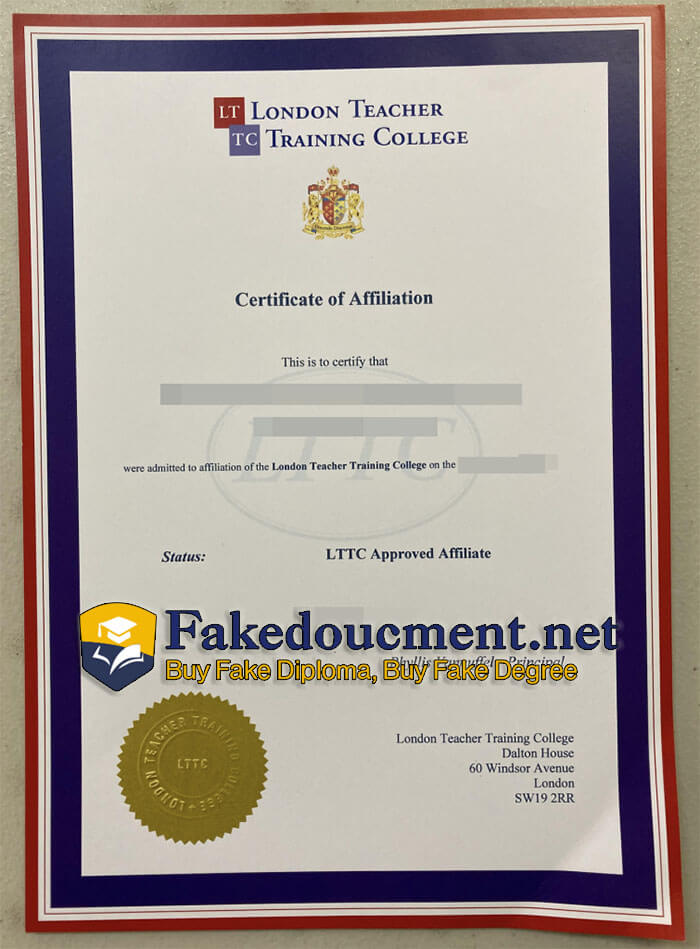 LT LONDON TEACHER
TC TRAINING COLLEGE
Certificate of Affiliation
This is to certify that
LTTC
were admitted to affiliation of the London Teacher Training College on the
Status: LTTC Approved Affiliate
Fakedoucment.net
Principal
Buy Fake Diploma, Buy Fake Degree
LONDON TEACHER TRAINING COLLEGE
LTTC
London Teacher Training College
Dalton House
60 Windsor Avenue
London
SW19 2RR